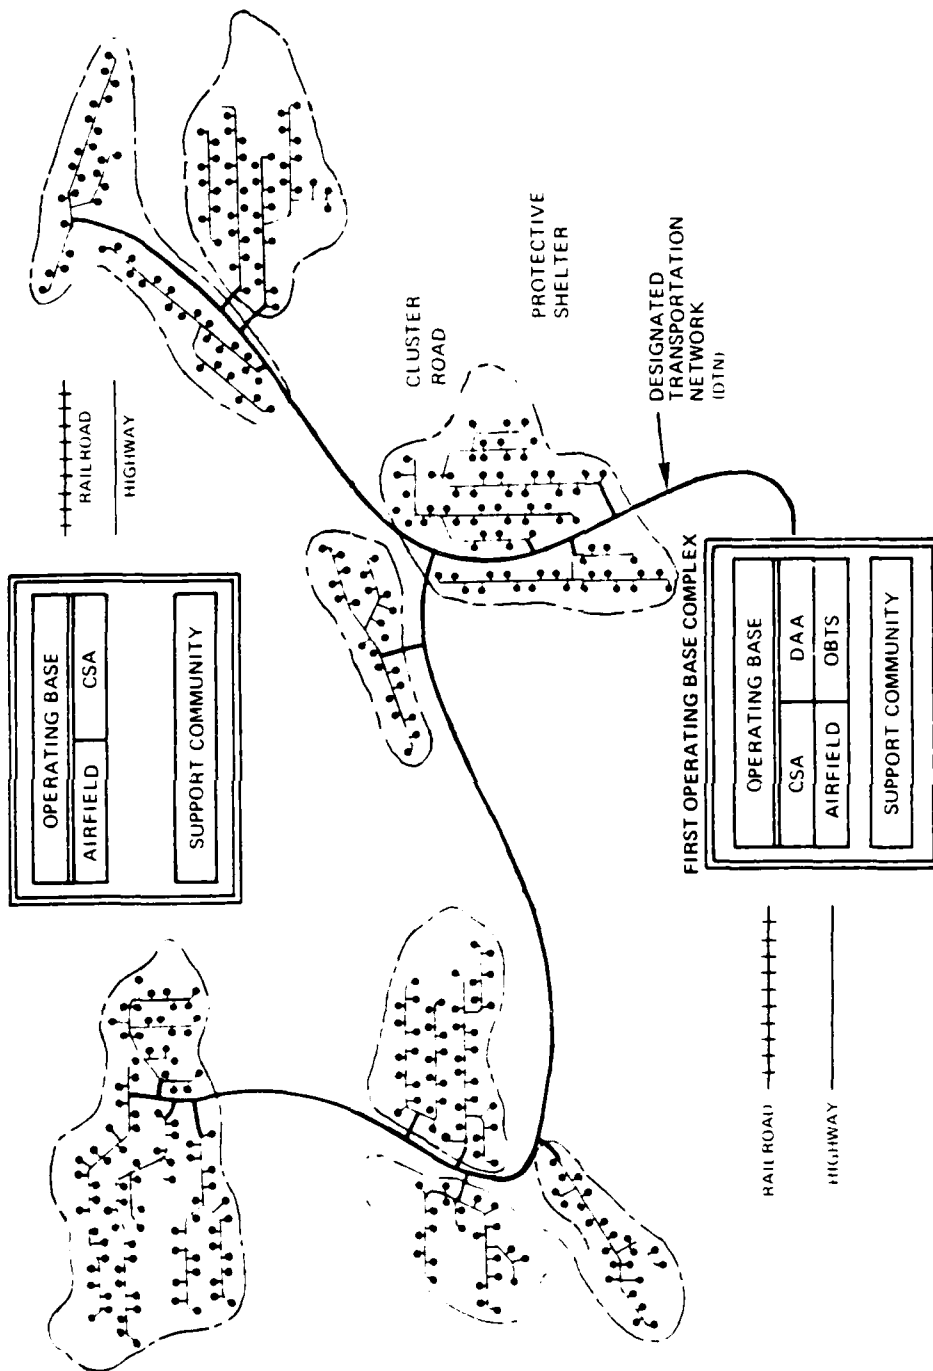 RAILROAD
HIGHWAY
OPERATING BASE
AIRFIELD
CSA
SUPPORT COMMUNITY
CLUSTER
ROAD
PROTECTIVE
SHELTER
DESIGNATED
TRANSPORTATION
NETWORK
(DTN)
FIRST OPERATING BASE COMPLEX
OPERATING BASE
CSA
DAA
AIRFIELD
OBTS
SUPPORT COMMUNITY
RAILROAD
HIGHWAY